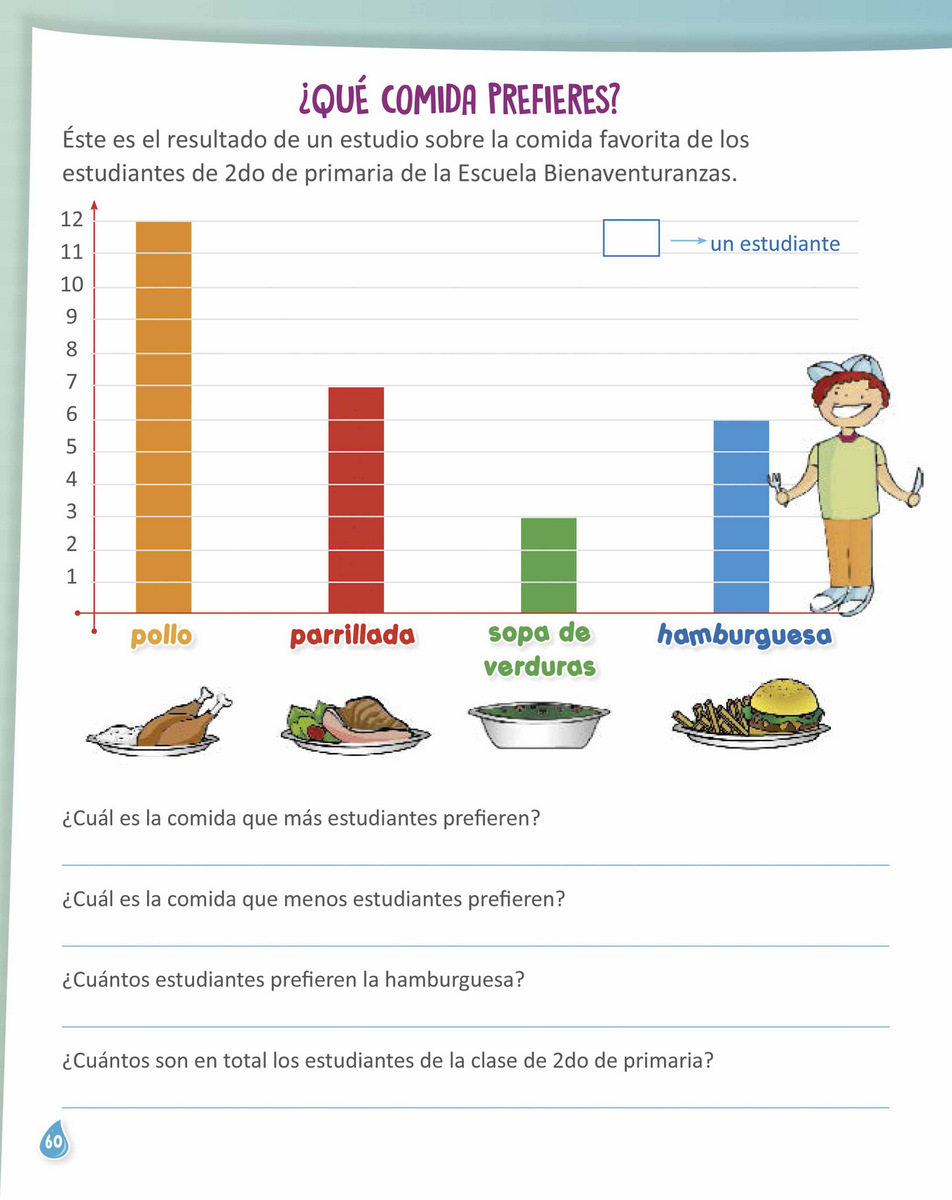 ¿QUÉ COMIDA PREFIERES?
Éste es el resultado de un estudio sobre la comida favorita de los
estudiantes de 2do de primaria de la Escuela Bienaventuranzas.
12
11
10
9
8
7
6
5
4
3
2
1
un estudiante
pollo
parrillada
sopa de
verduras
hamburguesa
¿Cuál es la comida que más estudiantes prefieren?
¿Cuál es la comida que menos estudiantes prefieren?
¿Cuántos estudiantes prefieren la hamburguesa?
¿Cuántos son en total los estudiantes de la clase de 2do de primaria?
60